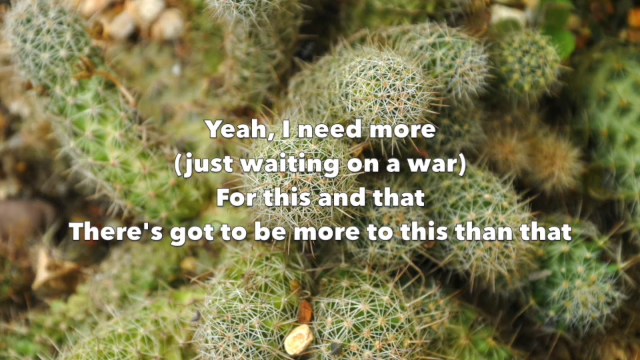 Yeah, I need more
(just waiting on a war)
For this and that
There's got to be more to this than that